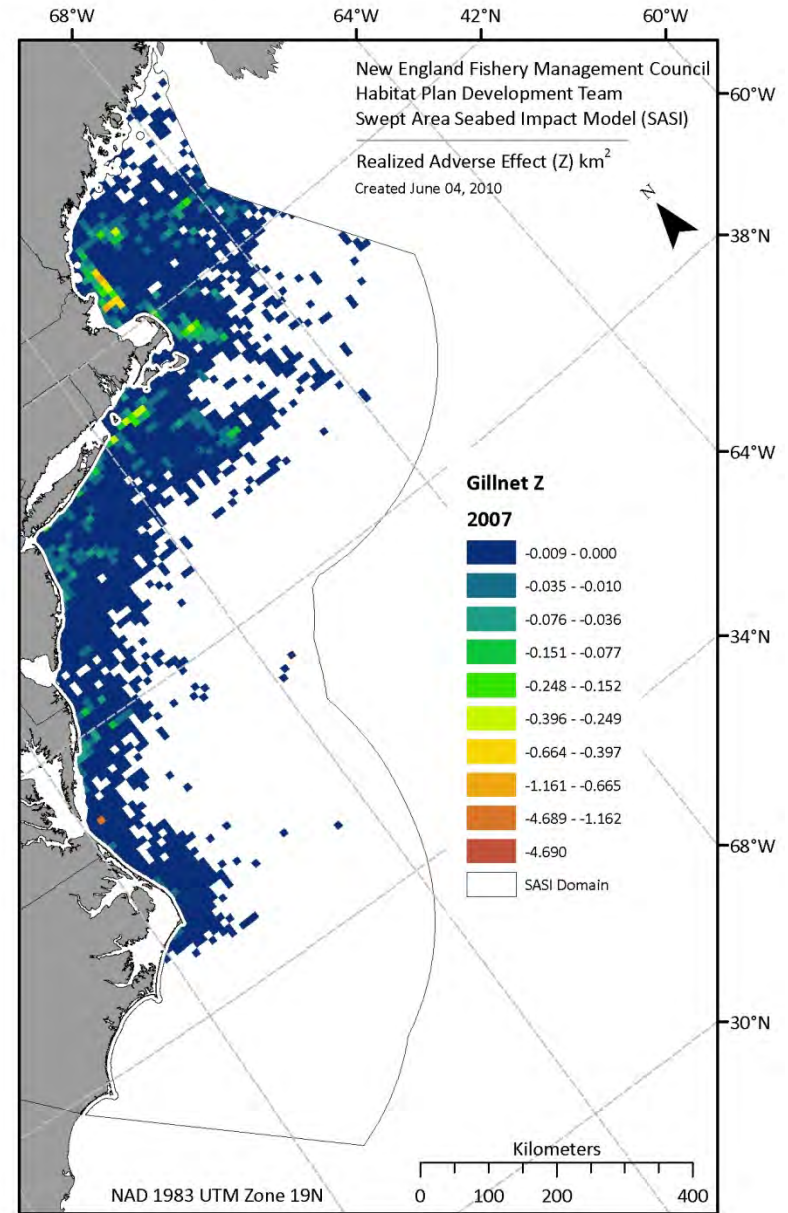 68°W
64°W
42°N
60°W
New England Fishery Management Council
Habitat Plan Development Team
Swept Area Seabed Impact Model (SASI)
Realized Adverse Effect (Z) km²
Created June 04, 2010
N
60°W
38°N
64°W
34°N
68°W
30°N
Gillnet Z
2007
-0.009 - 0.000
-0.035 - -0.010
-0.076 - -0.036
-0.151 - -0.077
-0.248 - -0.152
-0.396 - -0.249
-0.664 - -0.397
-1.161 - -0.665
-4.689 - -1.162
-4.690
SASI Domain
Kilometers
0 100 200 400
NAD 1983 UTM Zone 19N